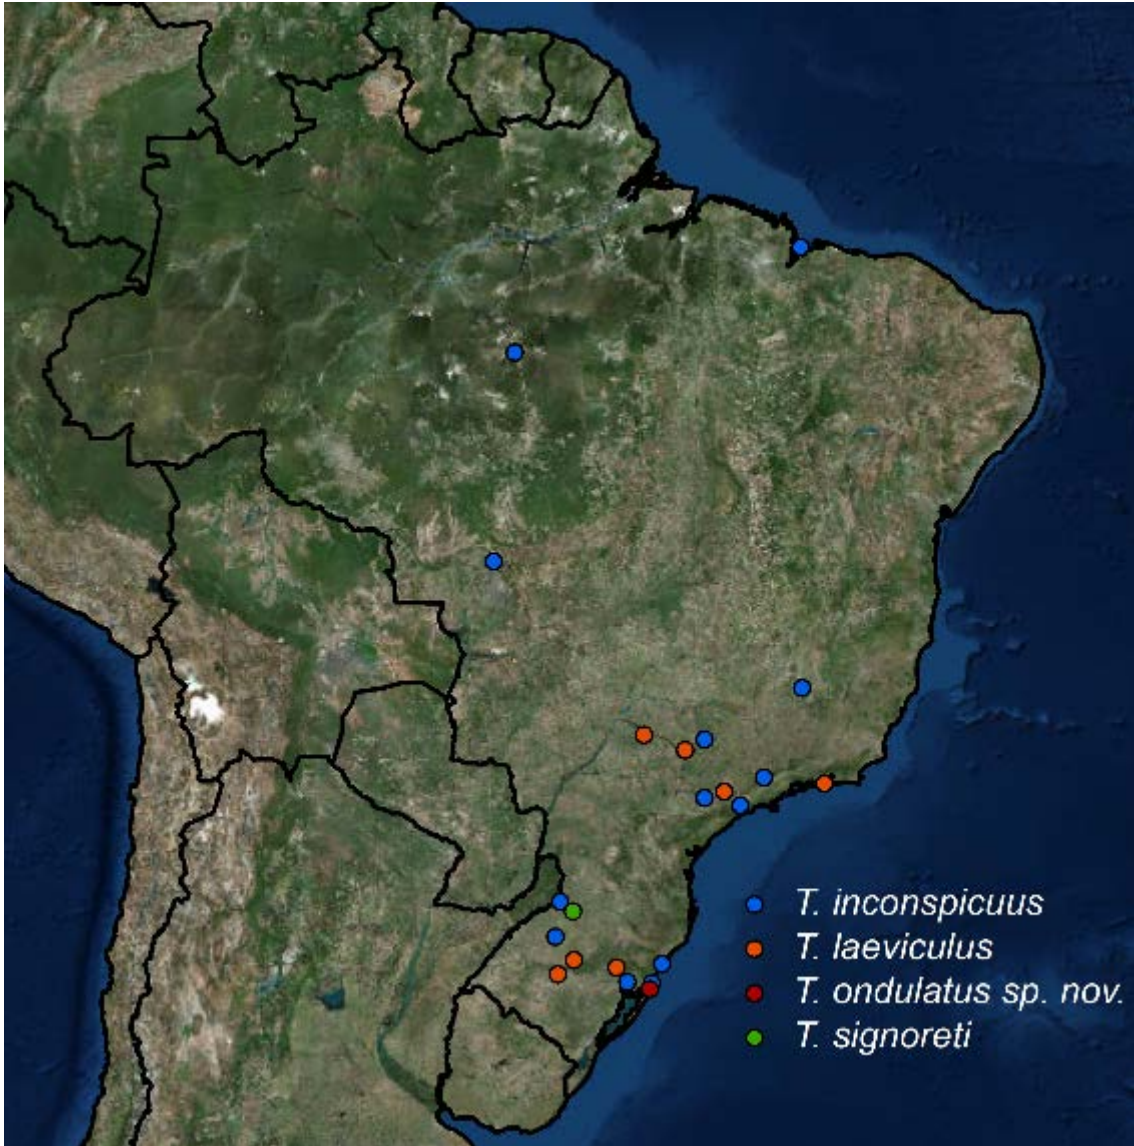 T. inconspicuus
T. laeviculus
T. ondulatus sp. nov.
T. signoreti